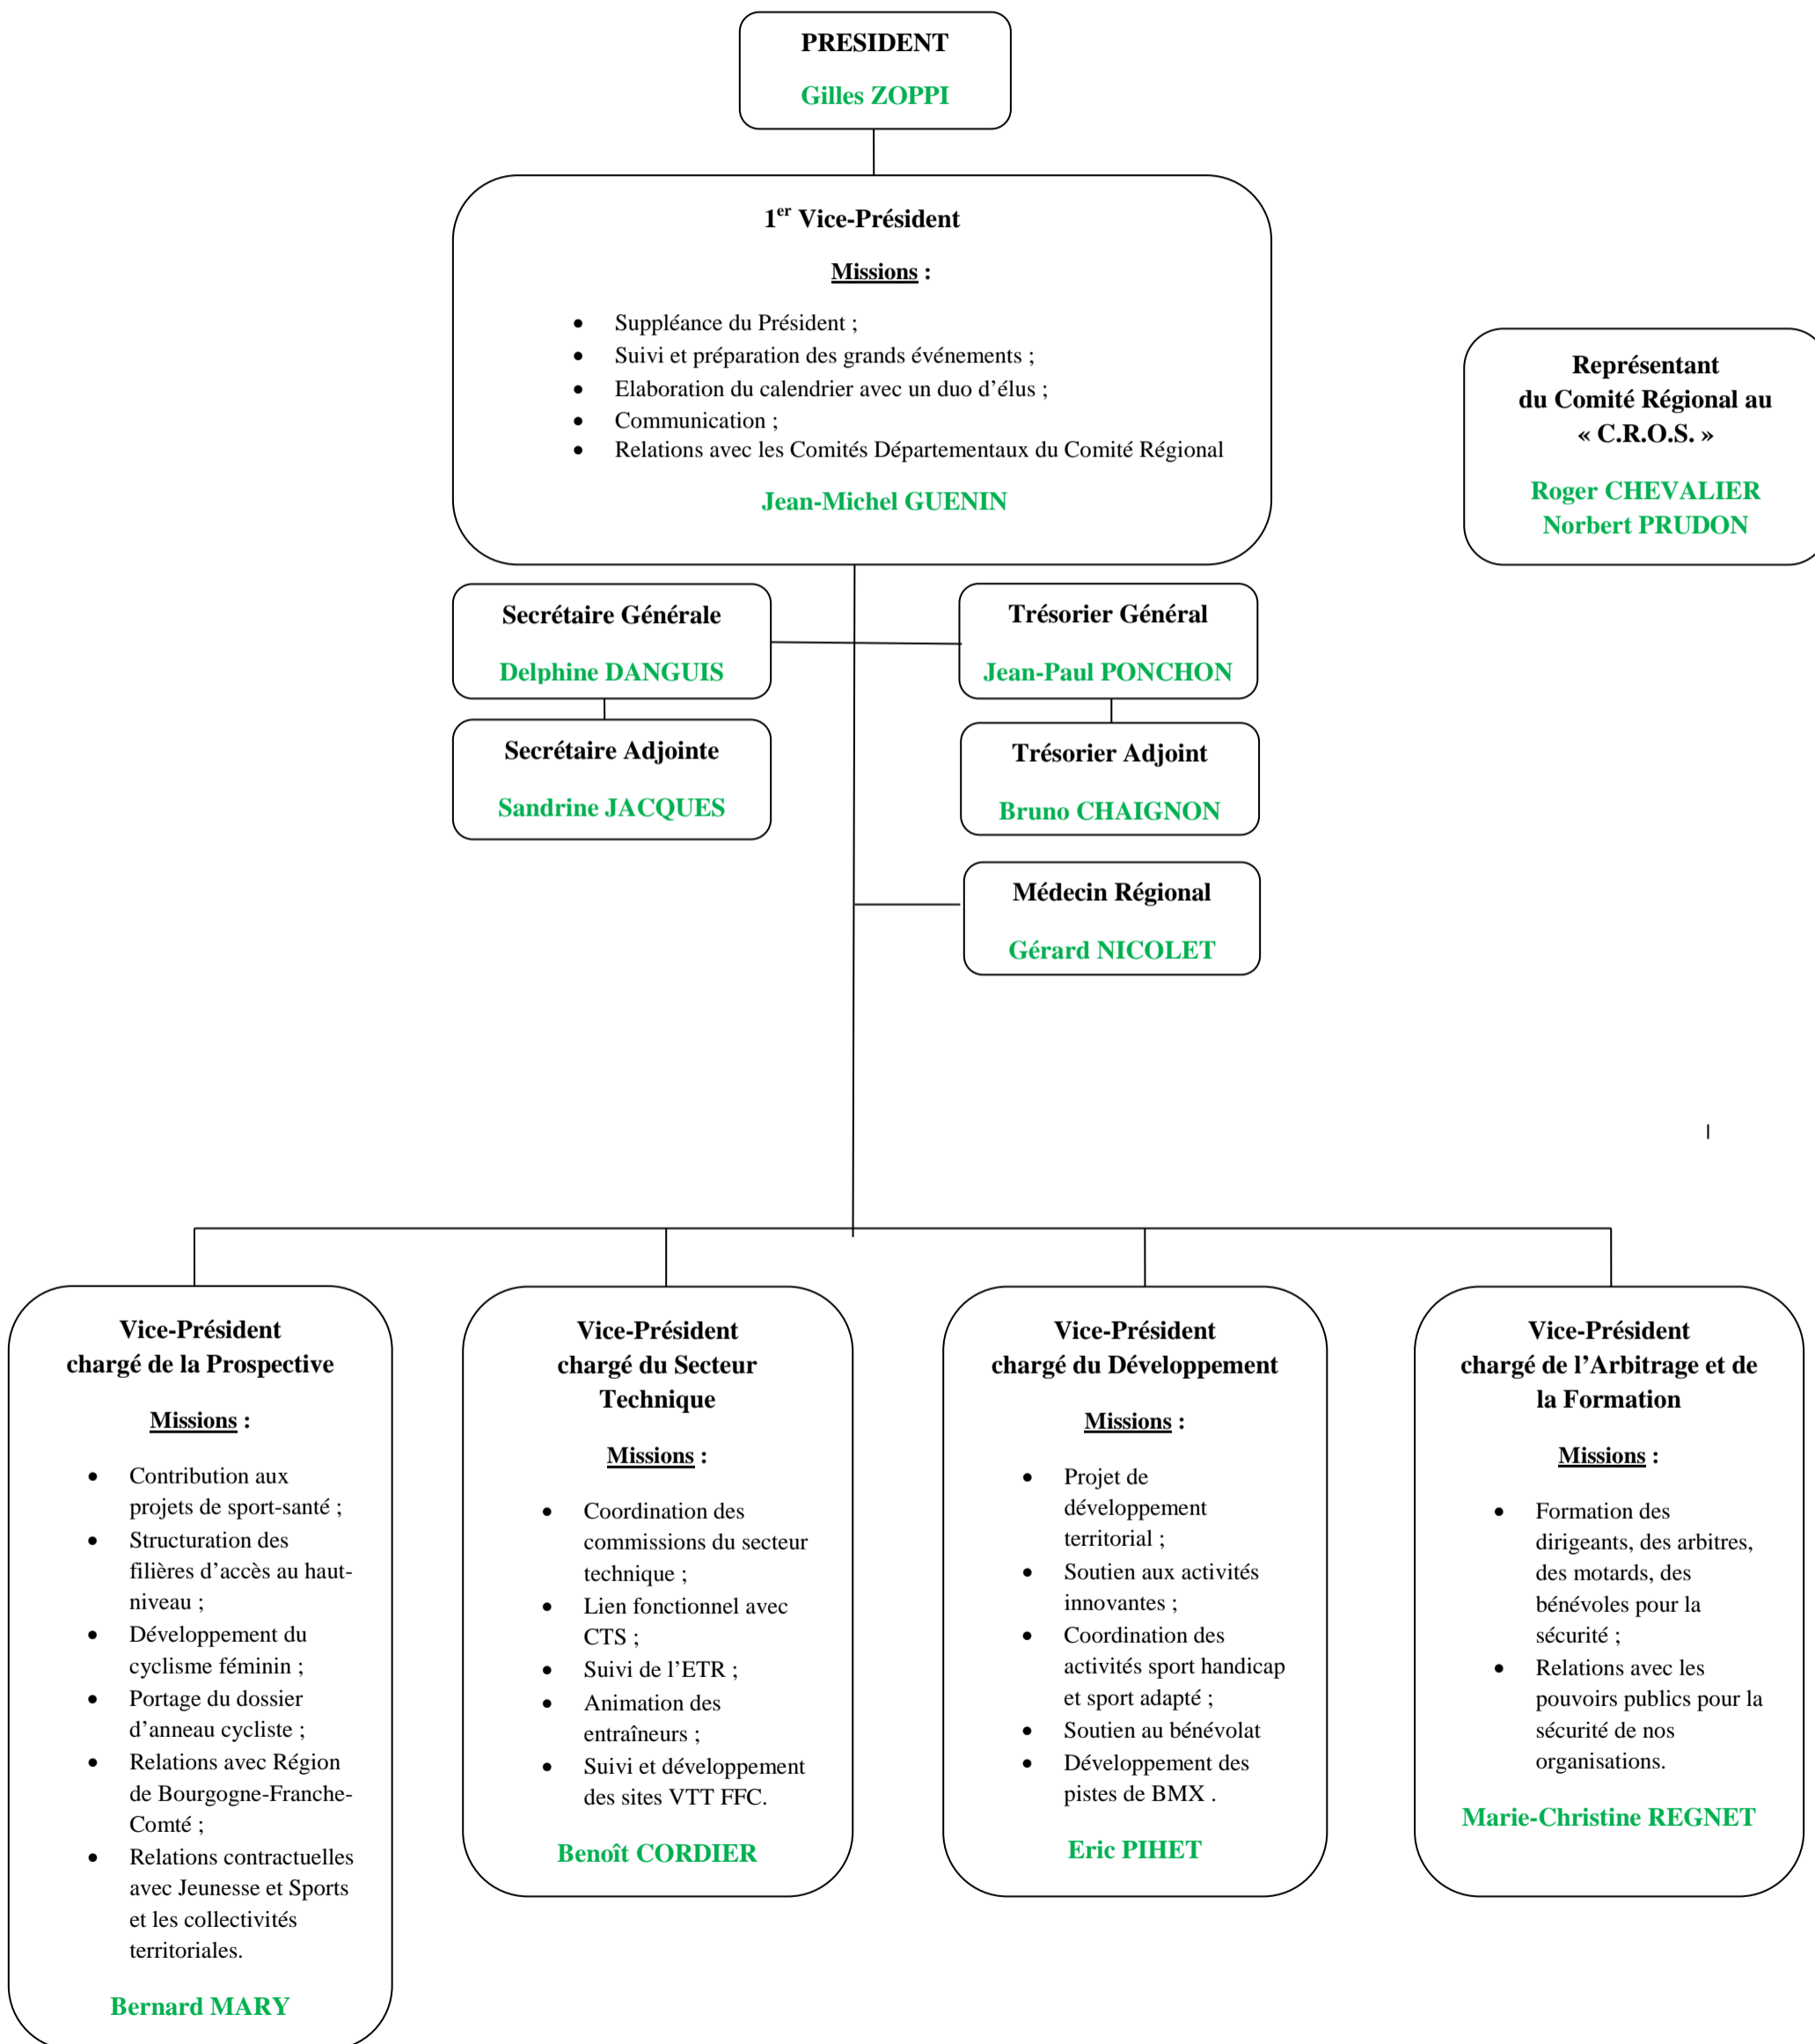 PRESIDENT
Gilles ZOPPI
1er Vice-Président
Missions :
• Suppléance du Président ;
• Suivi et préparation des grands événements ;
• Elaboration du calendrier avec un duo d’élus ;
• Communication ;
• Relations avec les Comités Départementaux du Comité Régional
Jean-Michel GUENIN
Représentant
du Comité Régional au
« C.R.O.S. »
Roger CHEVALIER
Norbert PRUDON
Secrétaire Générale
Delphine DANGUIS
Trésorier Général
Jean-Paul PONCHON
Secrétaire Adjointe
Sandrine JACQUES
Trésorier Adjoint
Bruno CHAIGNON
Médecin Régional
Gérard NICOLET
Vice-Président
chargé de la Prospective
Missions :
• Contribution aux
projets de sport-santé ;
• Structuration des
filières d’accès au haut-
niveau ;
• Développement du
cyclisme féminin ;
• Portage du dossier
d’anneau cycliste ;
• Relations avec Région
de Bourgogne-Franche-
Comté ;
• Relations contractuelles
avec Jeunesse et Sports
et les collectivités
territoriales.
Bernard MARY
Vice-Président
chargé du Secteur
Technique
Missions :
• Coordination des
commissions du secteur
technique ;
• Lien fonctionnel avec
CTS ;
• Suivi de l’ETR ;
• Animation des
entraîneurs ;
• Suivi et développement
des sites VTT FFC.
Benoît CORDIER
Vice-Président
chargé du Développement
Missions :
• Projet de
développement
territorial ;
• Soutien aux activités
innovantes ;
• Coordination des
activités sport handicap
et sport adapté ;
• Soutien au bénévolat
• Développement des
pistes de BMX .
Eric PIHET
Vice-Président
chargé de l’Arbitrage et de
la Formation
Missions :
• Formation des
dirigeants, des arbitres,
des motards, des
bénévoles pour la
sécurité ;
• Relations avec les
pouvoirs publics pour la
sécurité de nos
organisations.
Marie-Christine REGNET